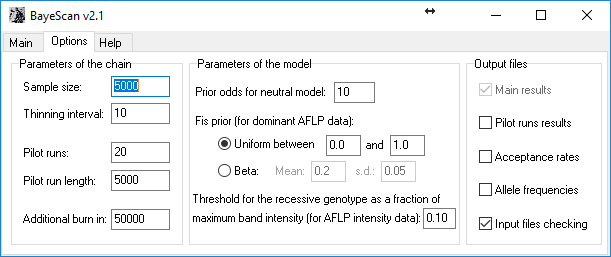 BayeScan v2.1
Main Options Help
Parameters of the chain
Sample size: 5000
Thinning interval: 10
Pilot runs: 20
Pilot run length: 5000
Additional burn in: 50000
Parameters of the model
Prior odds for neutral model: 10
Fis prior (for dominant AFLP data):
Uniform between 0.0 and 1.0
Beta: Mean: 0.2 s.d.: 0.05
Threshold for the recessive genotype as a fraction of
maximum band intensity (for AFLP intensity data): 0.10
Output files
Main results
Pilot runs results
Acceptance rates
Allele frequencies
Input files checking